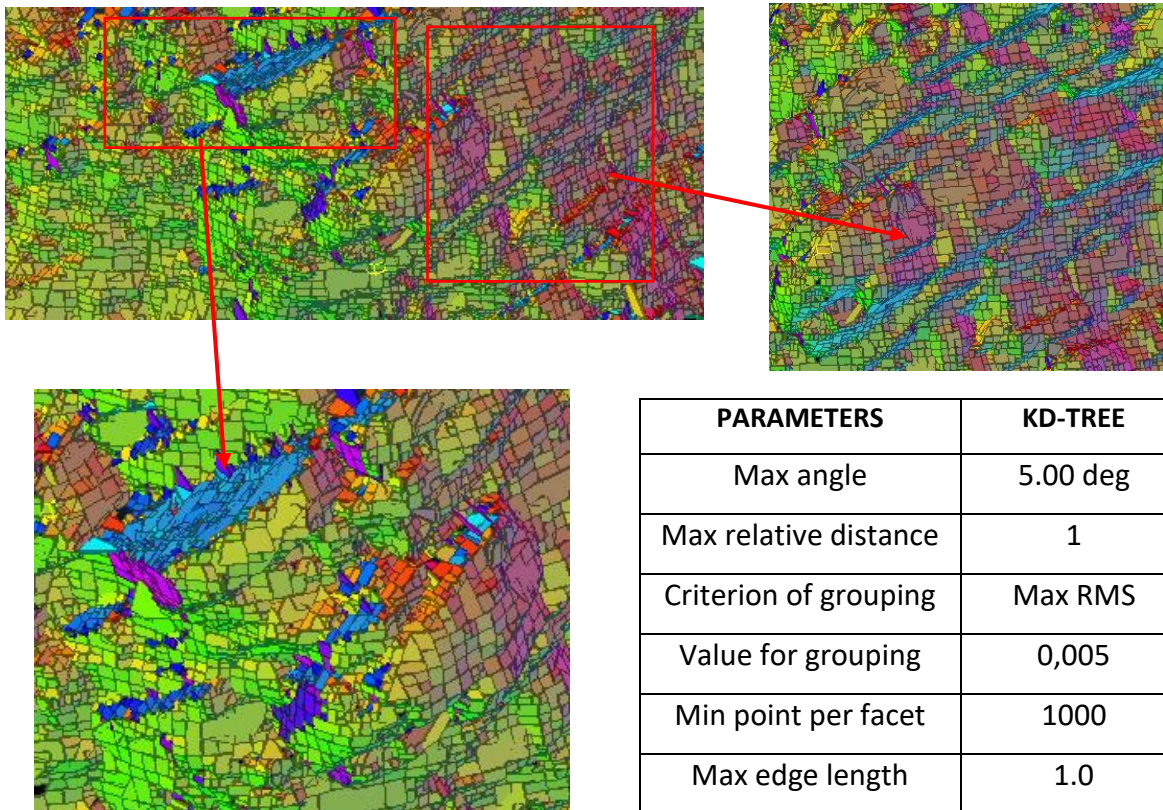 PARAMETERS KD-TREE
Max angle 5.00 deg
Max relative distance 1
Criterion of grouping Max RMS
Value for grouping 0,005
Min point per facet 1000
Max edge length 1.0